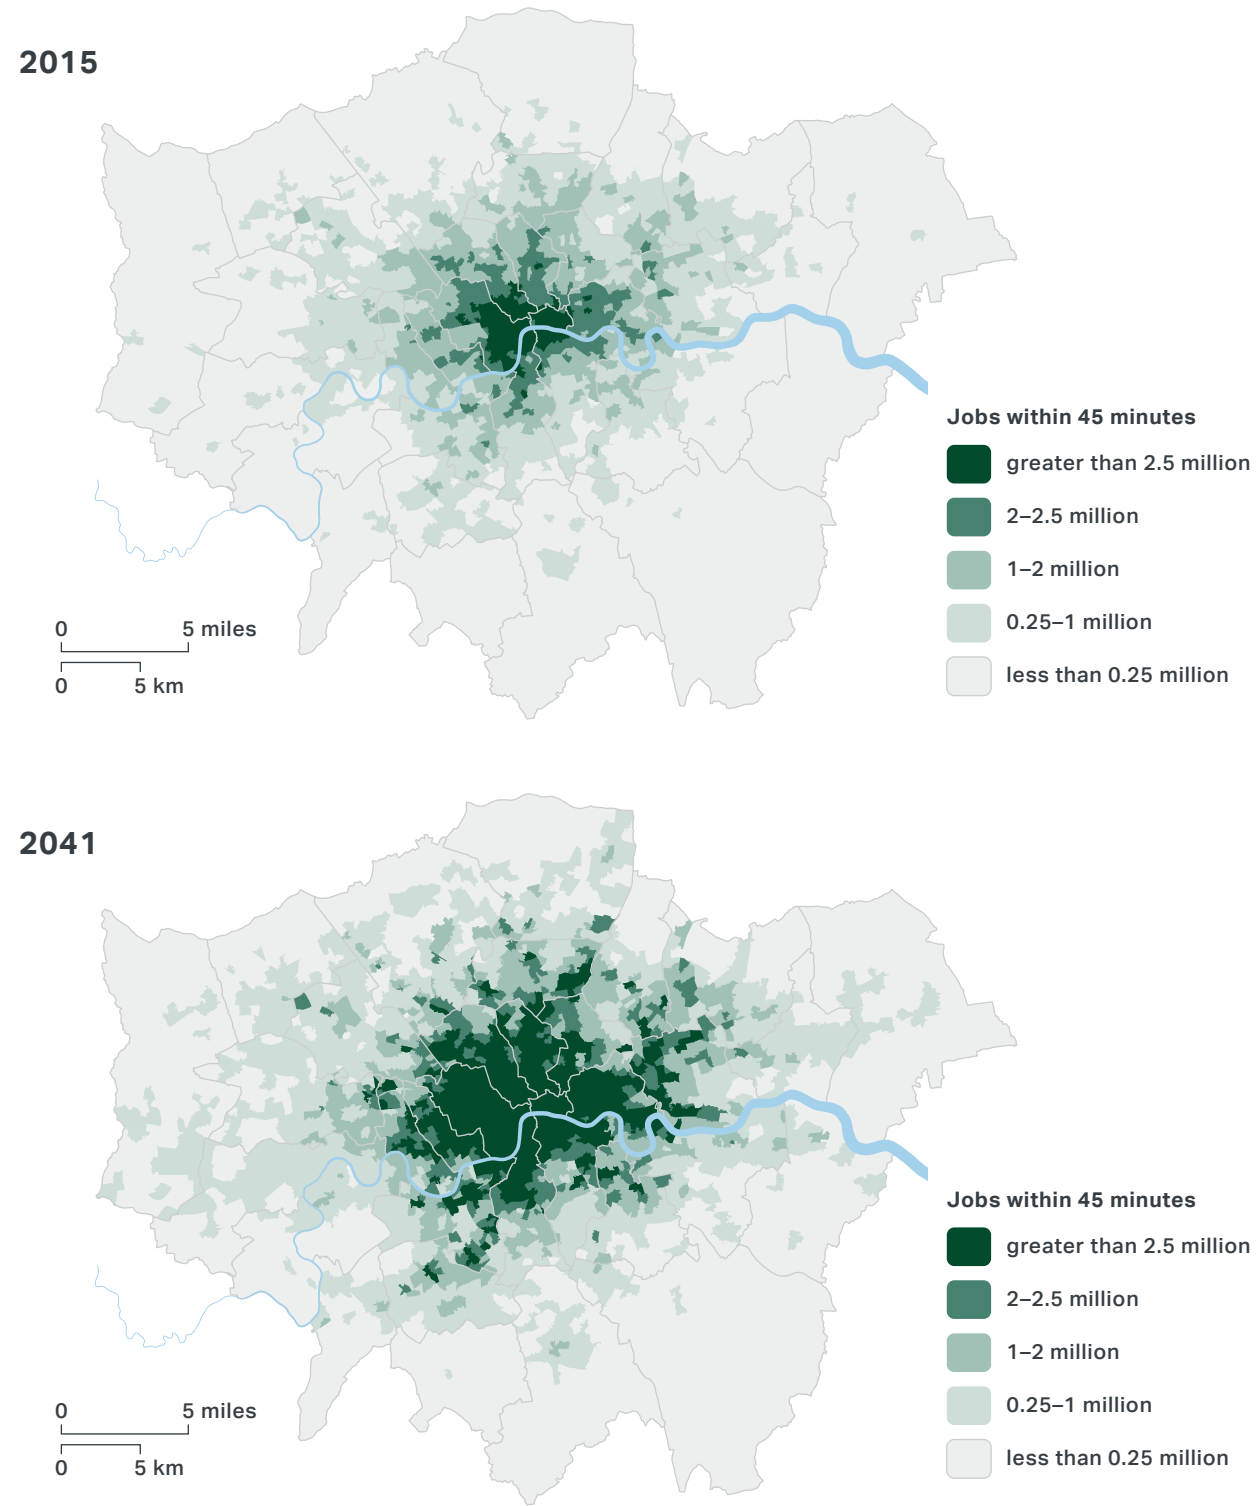 2015
Jobs within 45 minutes
greater than 2.5 million
2–2.5 million
1–2 million
0.25–1 million
less than 0.25 million
0 5 miles
0 5 km
2041
Jobs within 45 minutes
greater than 2.5 million
2–2.5 million
1–2 million
0.25–1 million
less than 0.25 million
0 5 miles
0 5 km